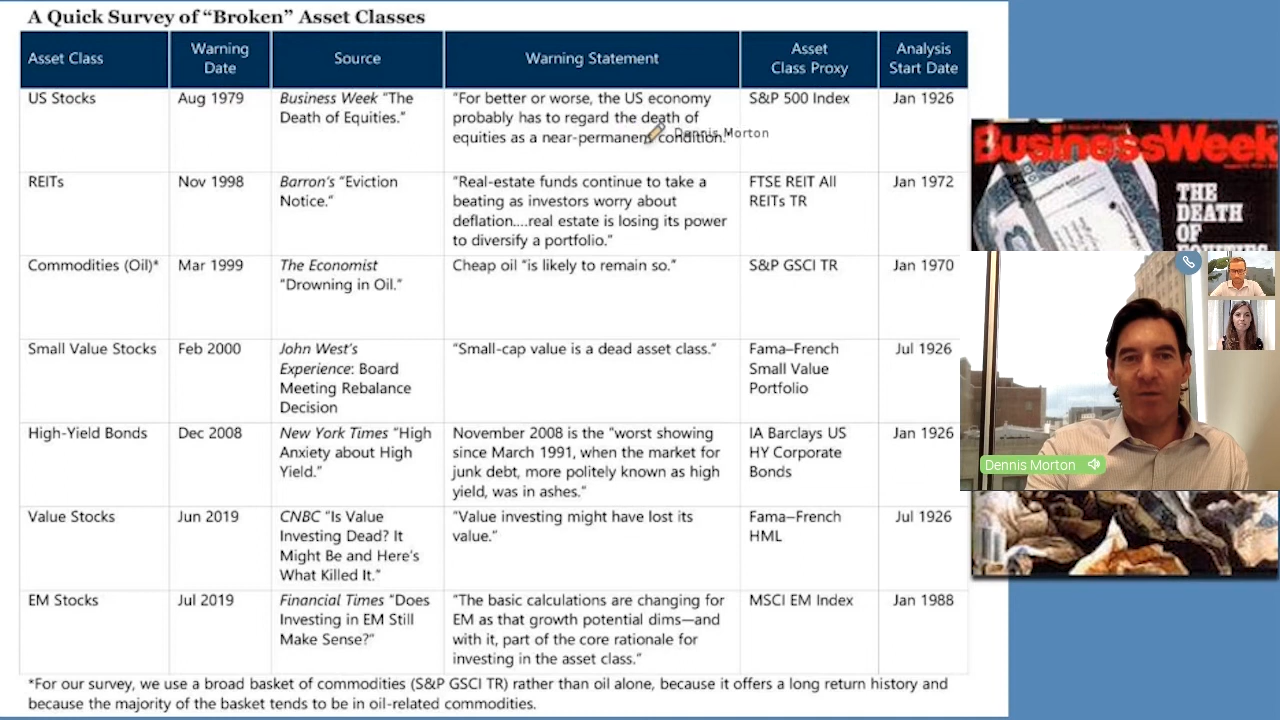 A Quick Survey of “Broken” Asset Classes
Asset Class
Warning
Date
Source
Warning Statement
Asset
Class Proxy
Analysis
Start Date
US Stocks
Aug 1979
Business Week “The
Death of Equities.”
“For better or worse, the US economy
probably has to regard the death of
equities as a near-permanent condition.”
S&P 500 Index
Jan 1926
REITs
Nov 1998
Barron’s “Eviction
Notice.”
“Real-estate funds continue to take a
beating as investors worry about
deflation....real estate is losing its power
to diversify a portfolio.”
FTSE REIT All
REITs TR
Jan 1972
Commodities (Oil)*
Mar 1999
The Economist
“Drowning in Oil.”
Cheap oil “is likely to remain so.”
S&P GSCI TR
Jan 1970
Small Value Stocks
Feb 2000
John West’s
Experience: Board
Meeting Rebalance
Decision
“Small-cap value is a dead asset class.”
Fama–French
Small Value
Portfolio
Jul 1926
High-Yield Bonds
Dec 2008
New York Times “High
Anxiety about High
Yield.”
November 2008 is the “worst showing
since March 1991, when the market for
junk debt, more politely known as high
yield, was in ashes.”
IA Barclays US
HY Corporate
Bonds
Jan 1926
Value Stocks
Jun 2019
CNBC “Is Value
Investing Dead? It
Might Be and Here’s
What Killed It.”
“Value investing might have lost its
value.”
Fama–French
HML
Jul 1926
EM Stocks
Jul 2019
Financial Times “Does
Investing in EM Still
Make Sense?”
“The basic calculations are changing for
EM as that growth potential dims—and
with it, part of the core rationale for
investing in the asset class.”
MSCI EM Index
Jan 1988
*For our survey, we use a broad basket of commodities (S&P GSCI TR) rather than oil alone, because it offers a long return history and
because the majority of the basket tends to be in oil-related commodities.
Dennis Morton
BusinessWeek
THE
DEATH
OF
Dennis Morton